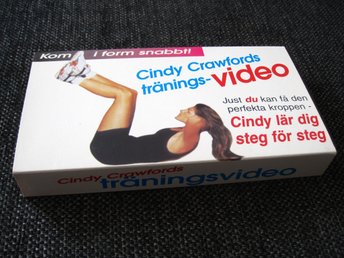 Kom i form snabbt!
Cindy Crawfords
tränings-video
Just du kan få den
perfekta kroppen -
Cindy lär dig
steg för steg
Cindy Crawfords
träningsvideo